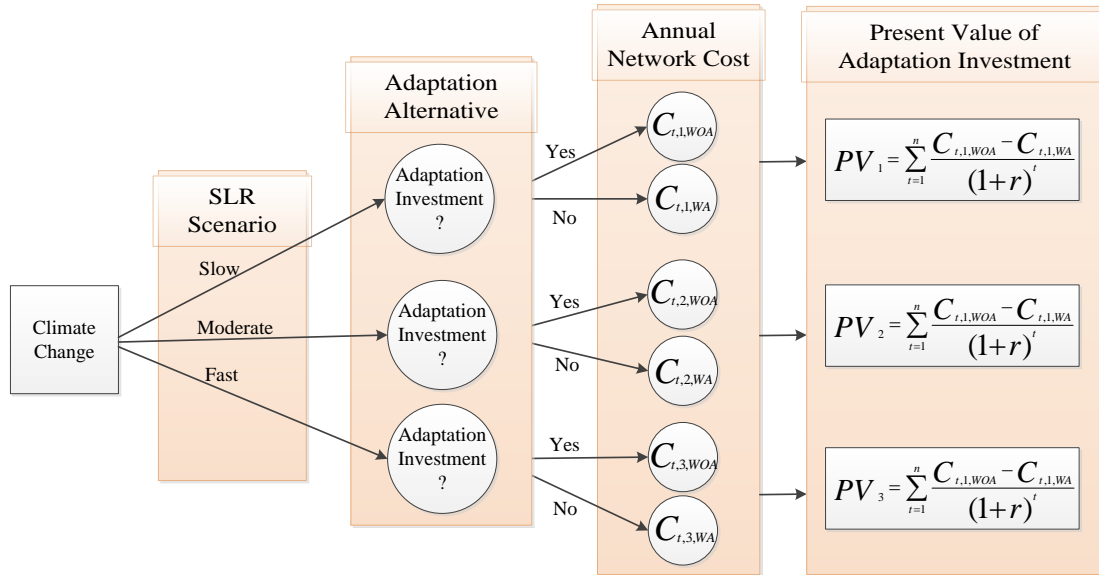 Climate
Change
SLR
Scenario
Slow
Moderate
Fast
Adaptation
Alternative
Adaptation
Investment
?
Adaptation
Investment
?
Adaptation
Investment
?
Annual
Network Cost
Yes
C_{t,1,WOA}
No
C_{t,1,WA}
Yes
C_{t,2,WOA}
No
C_{t,2,WA}
Yes
C_{t,3,WOA}
No
C_{t,3,WA}
Present Value of
Adaptation Investment
PV_1 = \sum_{t=1}^{n} \frac{C_{t,1,WOA} - C_{t,1,WA}}{(1+r)^t}
PV_2 = \sum_{t=1}^{n} \frac{C_{t,1,WOA} - C_{t,1,WA}}{(1+r)^t}
PV_3 = \sum_{t=1}^{n} \frac{C_{t,1,WOA} - C_{t,1,WA}}{(1+r)^t}